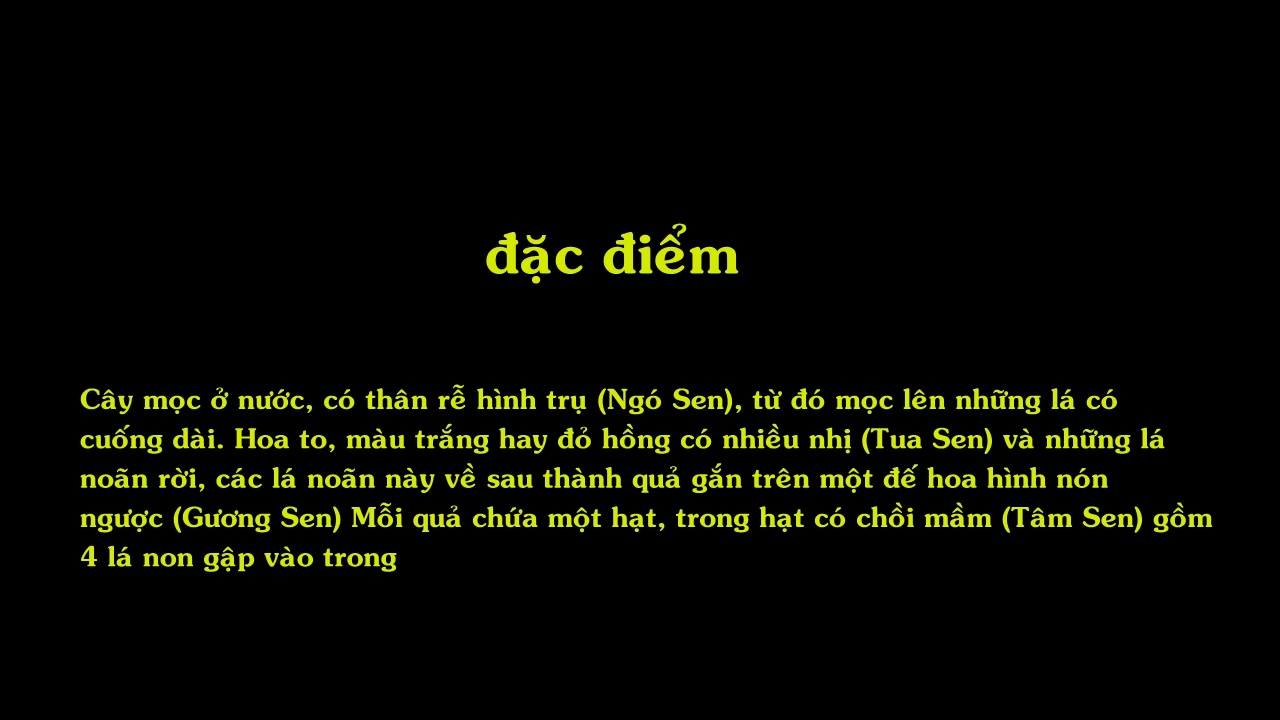 đặc điểm
Cây mọc ở nước, có thân rễ hình trụ (Ngó Sen), từ đó mọc lên những lá có
cuống dài. Hoa to, màu trắng hay đỏ hồng có nhiều nhị (Tua Sen) và những lá
noãn rời, các lá noãn này về sau thành quả gắn trên một đế hoa hình nón
ngược (Gương Sen) Mỗi quả chứa một hạt, trong hạt có chồi mầm (Tâm Sen) gồm
4 lá non gập vào trong